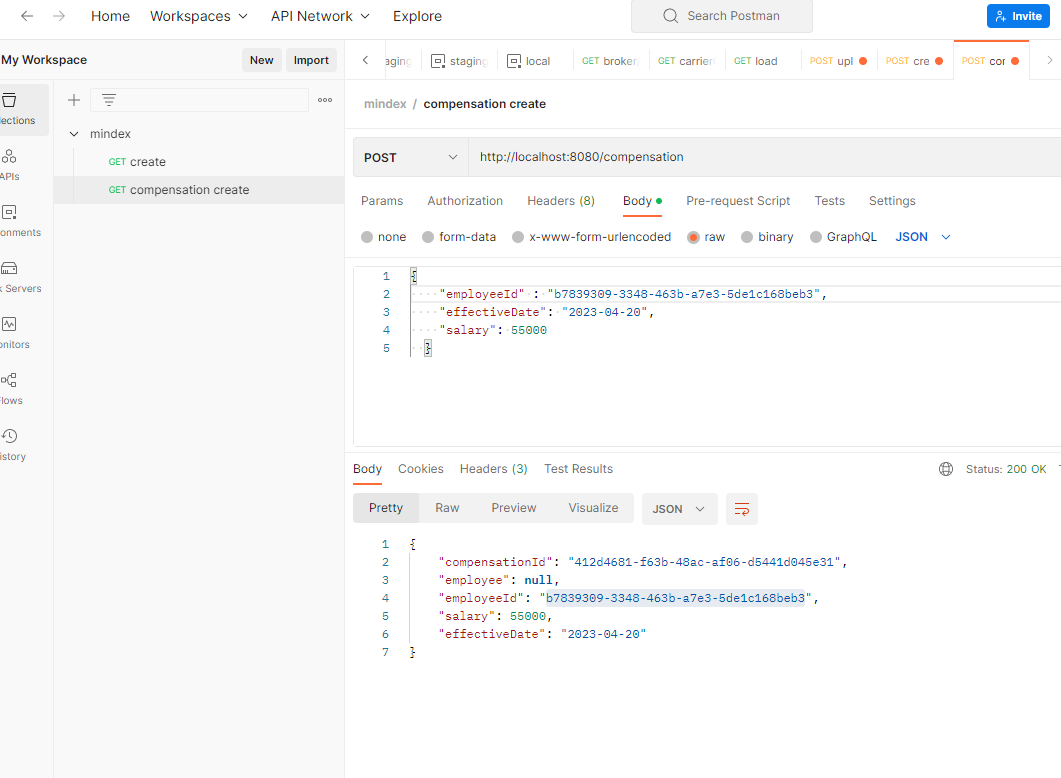 Home Workspaces API Network Explore Search Postman Invite
My Workspace New Import
staging local GET broker GET carrier GET load POST upl POST cre POST cor
mindex / compensation create
mindex
POST http://localhost:8080/compensation
GET create
GET compensation create
APIs
Params Authorization Headers (8) Body Pre-request Script Tests Settings
none form-data x-www-form-urlencoded raw binary GraphQL JSON
1 {
2 "employeeId" : "b7839309-3348-463b-a7e3-5de1c168beb3",
3 "effectiveDate": "2023-04-20",
4 "salary": 55000
5 }
lections
onments
k Servers
onitors
lows
istory
Body Cookies Headers (3) Test Results Status: 200 OK
Pretty Raw Preview Visualize JSON
1 {
2 "compensationId": "412d4681-f63b-48ac-af06-d5441d045e31",
3 "employee": null,
4 "employeeId": "b7839309-3348-463b-a7e3-5de1c168beb3",
5 "salary": 55000,
6 "effectiveDate": "2023-04-20"
7 }